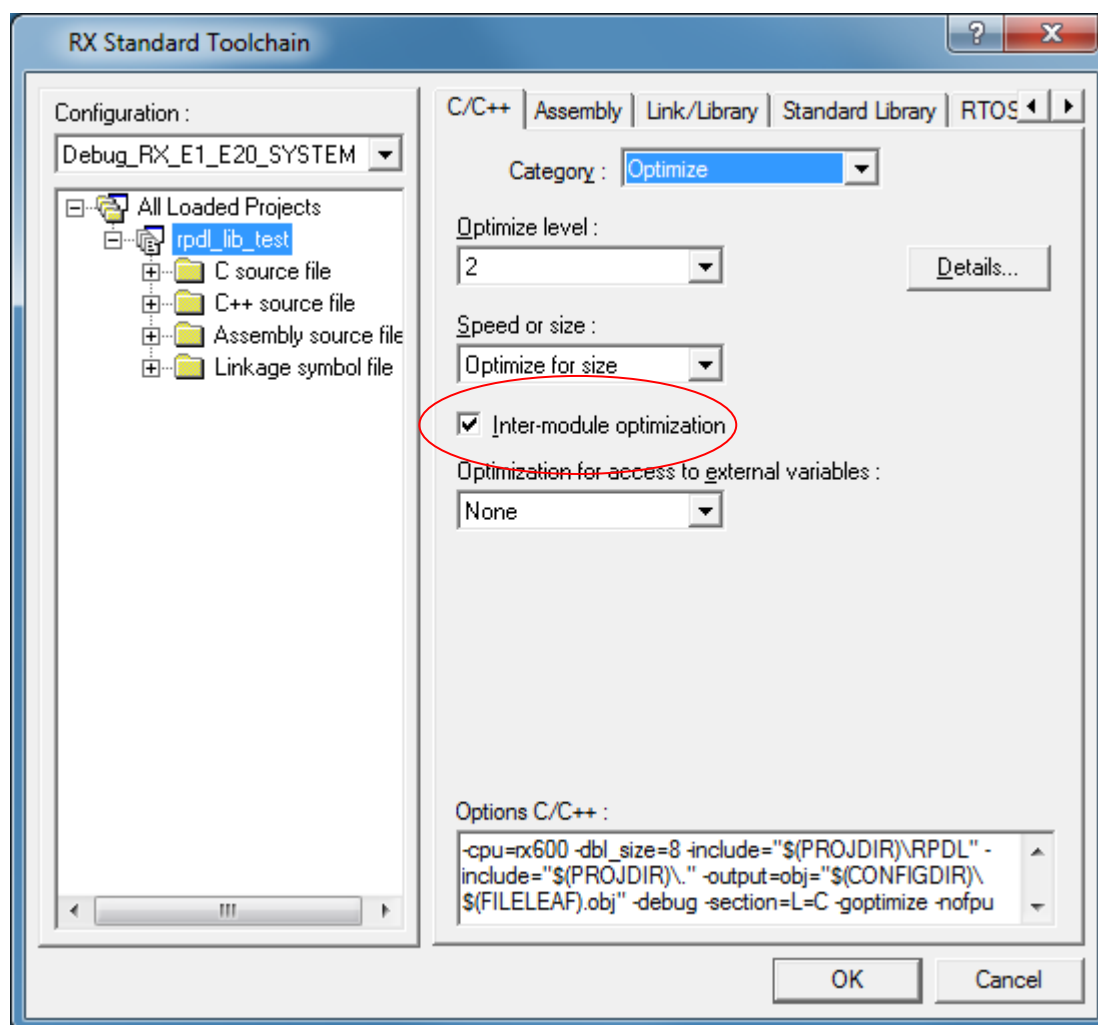 RX Standard Toolchain
?
X
Configuration :
Debug_RX_E1_E20_SYSTEM
All Loaded Projects
rpdl_lib_test
C source file
C++ source file
Assembly source file
Linkage symbol file
C/C++ Assembly Link/Library Standard Library RTOS
Category : Optimize
Optimize level :
2
Details...
Speed or size :
Optimize for size
Inter-module optimization
Optimization for access to external variables :
None
Options C/C++ :
-cpu=rx600 -dbl_size=8 -include="$(PROJDIR)\RPDL" -
include="$(PROJDIR)\." -output=obj="$(CONFIGDIR)\
$(FILELEAF).obj" -debug -section=L=C -goptimize -nofpu
OK Cancel